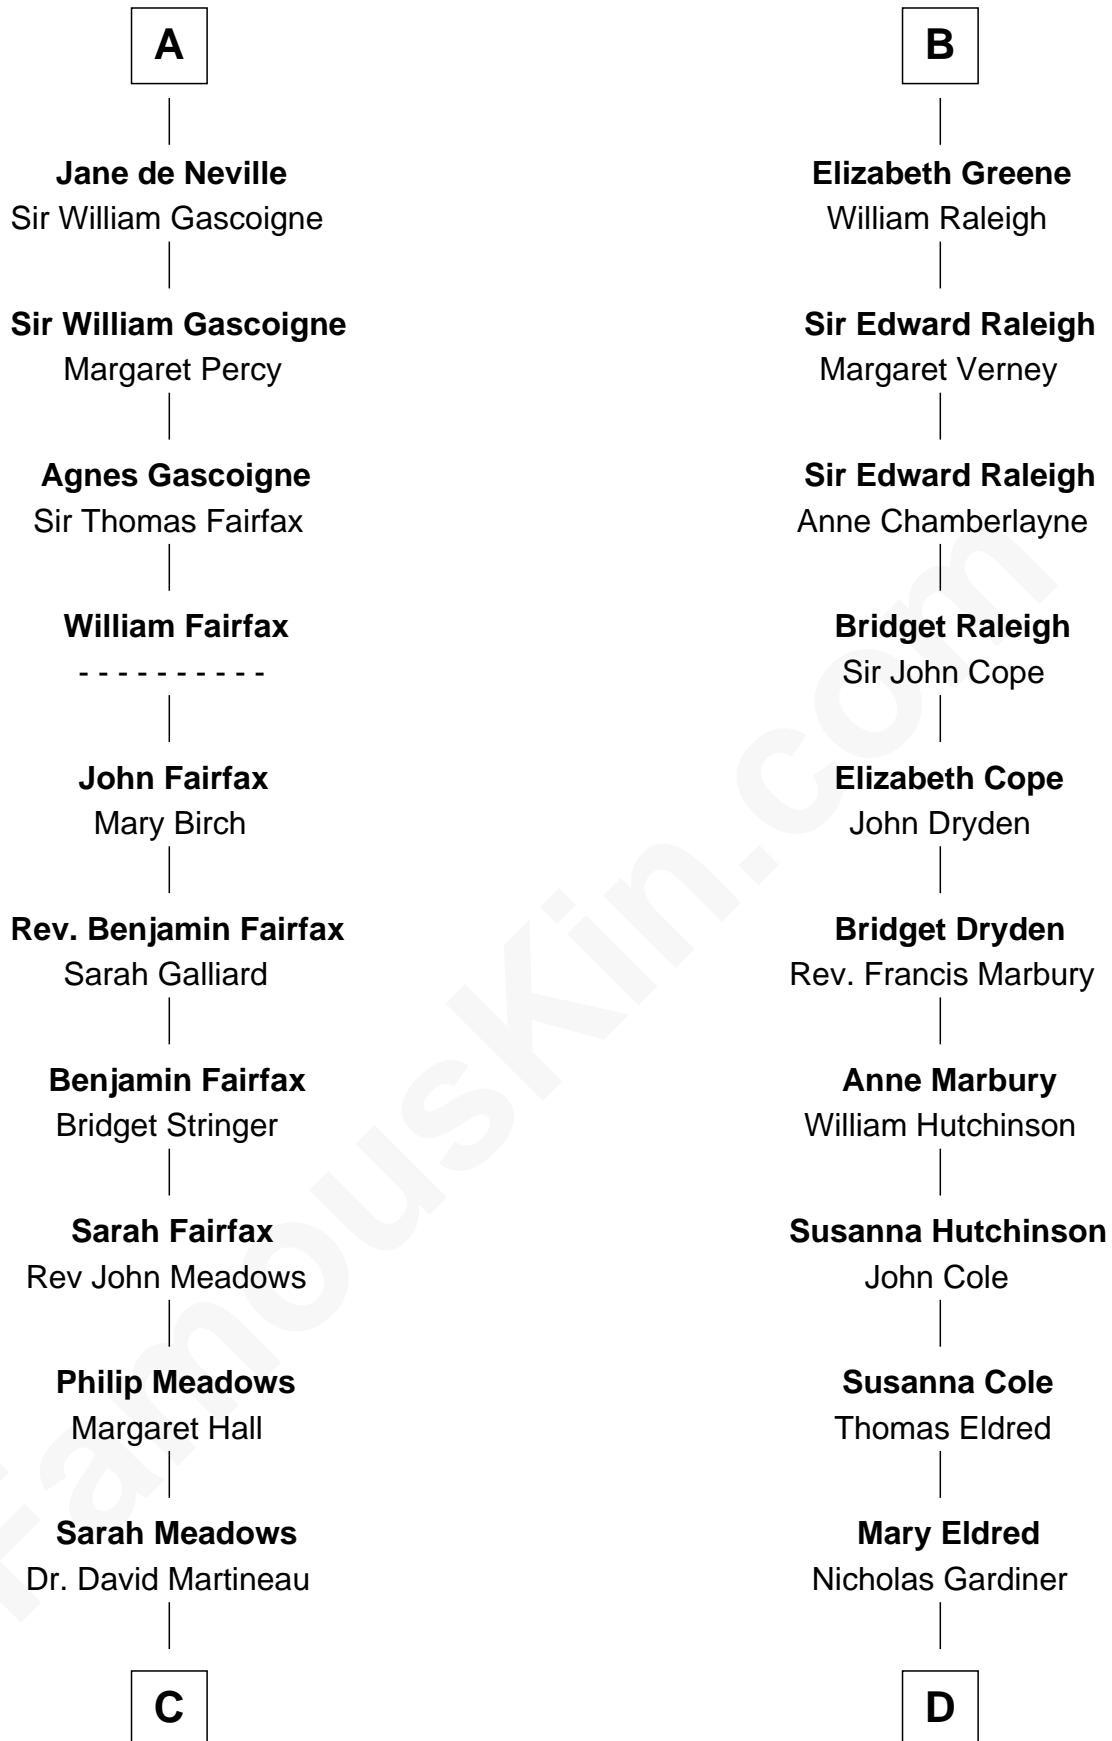 A
Jane de Neville
Sir William Gascoigne
Sir William Gascoigne
Margaret Percy
Agnes Gascoigne
Sir Thomas Fairfax
William Fairfax
- - - - - - - - - -
John Fairfax
Mary Birch
Rev. Benjamin Fairfax
Sarah Galliard
Benjamin Fairfax
Bridget Stringer
Sarah Fairfax
Rev John Meadows
Philip Meadows
Margaret Hall
Sarah Meadows
Dr. David Martineau
C
B
Elizabeth Greene
William Raleigh
Sir Edward Raleigh
Margaret Verney
Sir Edward Raleigh
Anne Chamberlayne
Bridget Raleigh
Sir John Cope
Elizabeth Cope
John Dryden
Bridget Dryden
Rev. Francis Marbury
Anne Marbury
William Hutchinson
Susanna Hutchinson
John Cole
Susanna Cole
Thomas Eldred
Mary Eldred
Nicholas Gardiner
D
FamousKin.com